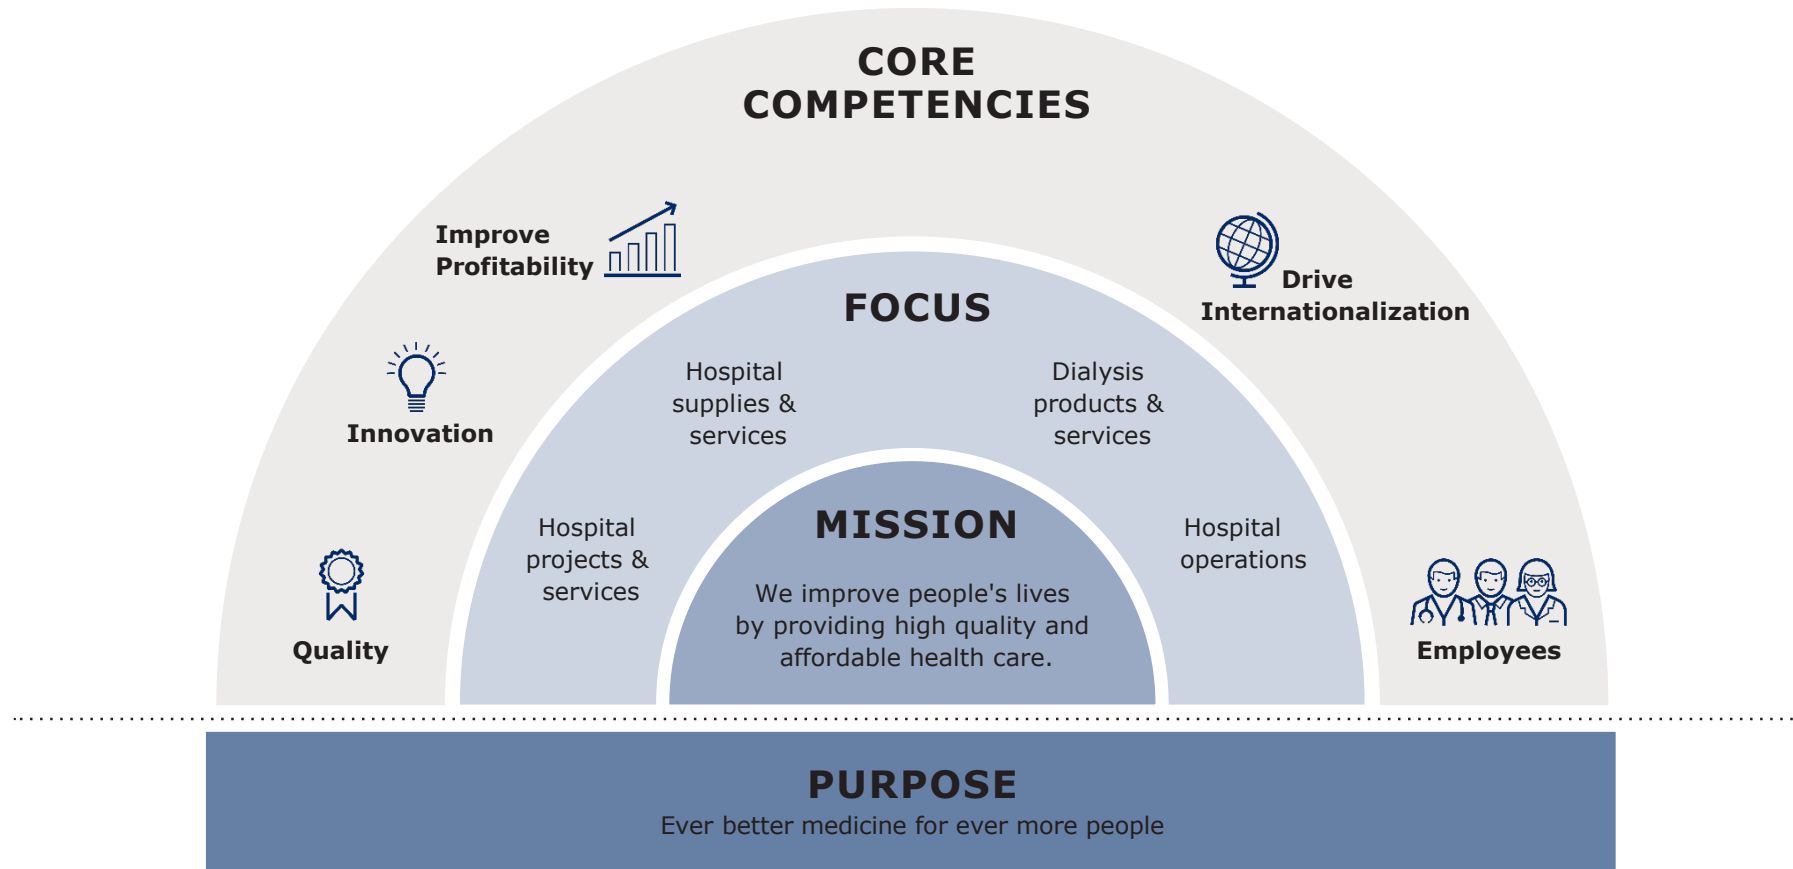 CORE
COMPETENCIES
Improve
Profitability
Drive
Internationalization
Innovation
Quality
Employees
FOCUS
Hospital
supplies &
services
Dialysis
products &
services
Hospital
projects &
services
Hospital
operations
MISSION
We improve people's lives
by providing high quality and
affordable health care.
PURPOSE
Ever better medicine for ever more people